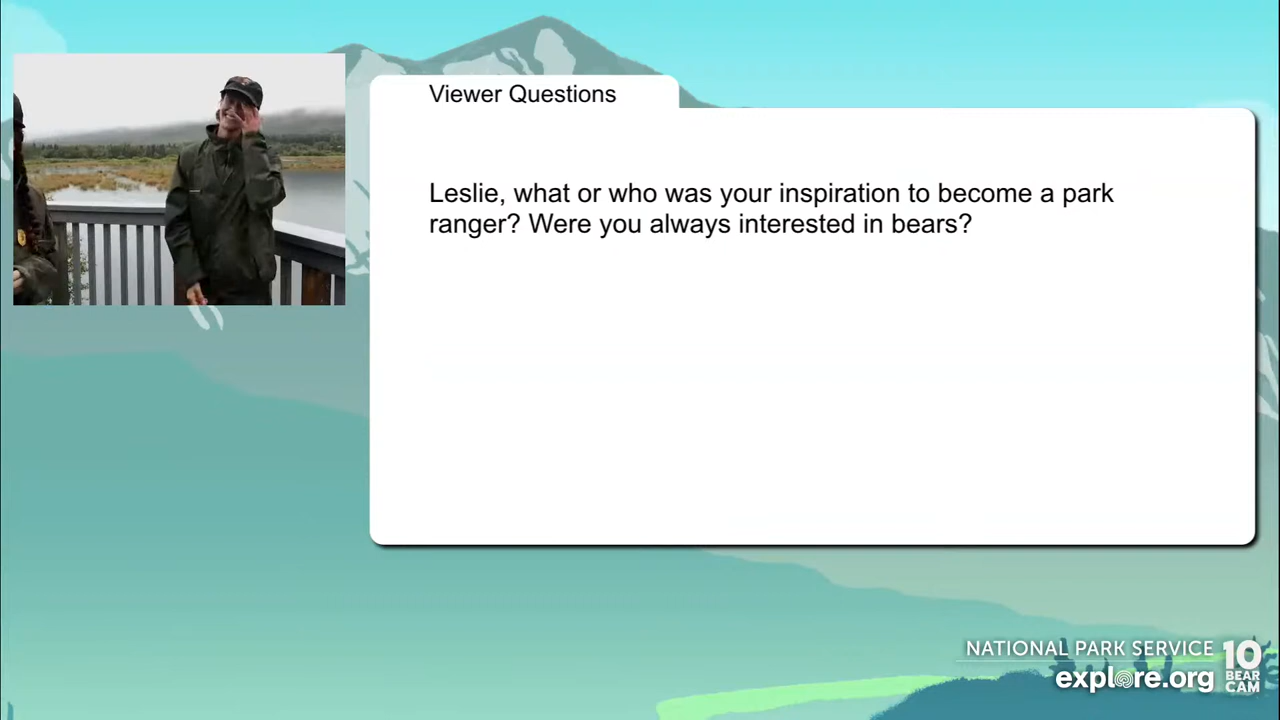 Viewer Questions
Leslie, what or who was your inspiration to become a park
ranger? Were you always interested in bears?
NATIONAL PARK SERVICE
explore.org
10
BEAR
CAM